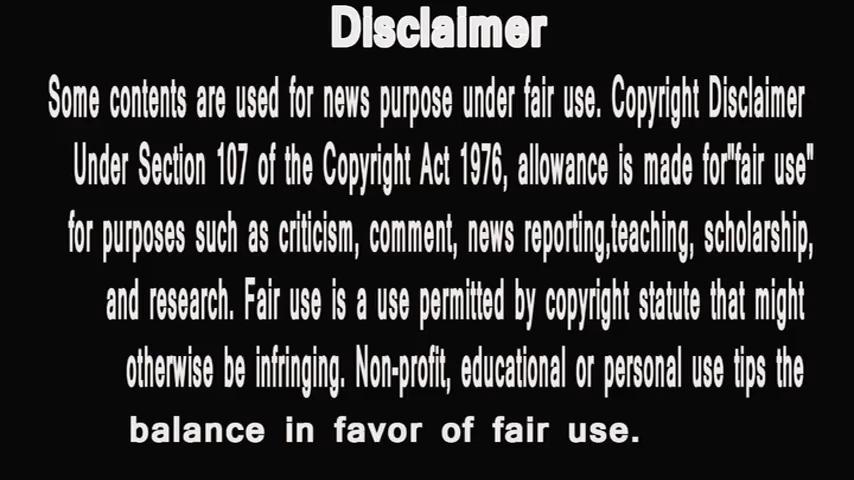 Disclaimer
Some contents are used for news purpose under fair use. Copyright Disclaimer
Under Section 107 of the Copyright Act 1976, allowance is made for"fair use"
for purposes such as criticism, comment, news reporting,teaching, scholarship,
and research. Fair use is a use permitted by copyright statute that might
otherwise be infringing. Non-profit, educational or personal use tips the
balance in favor of fair use.